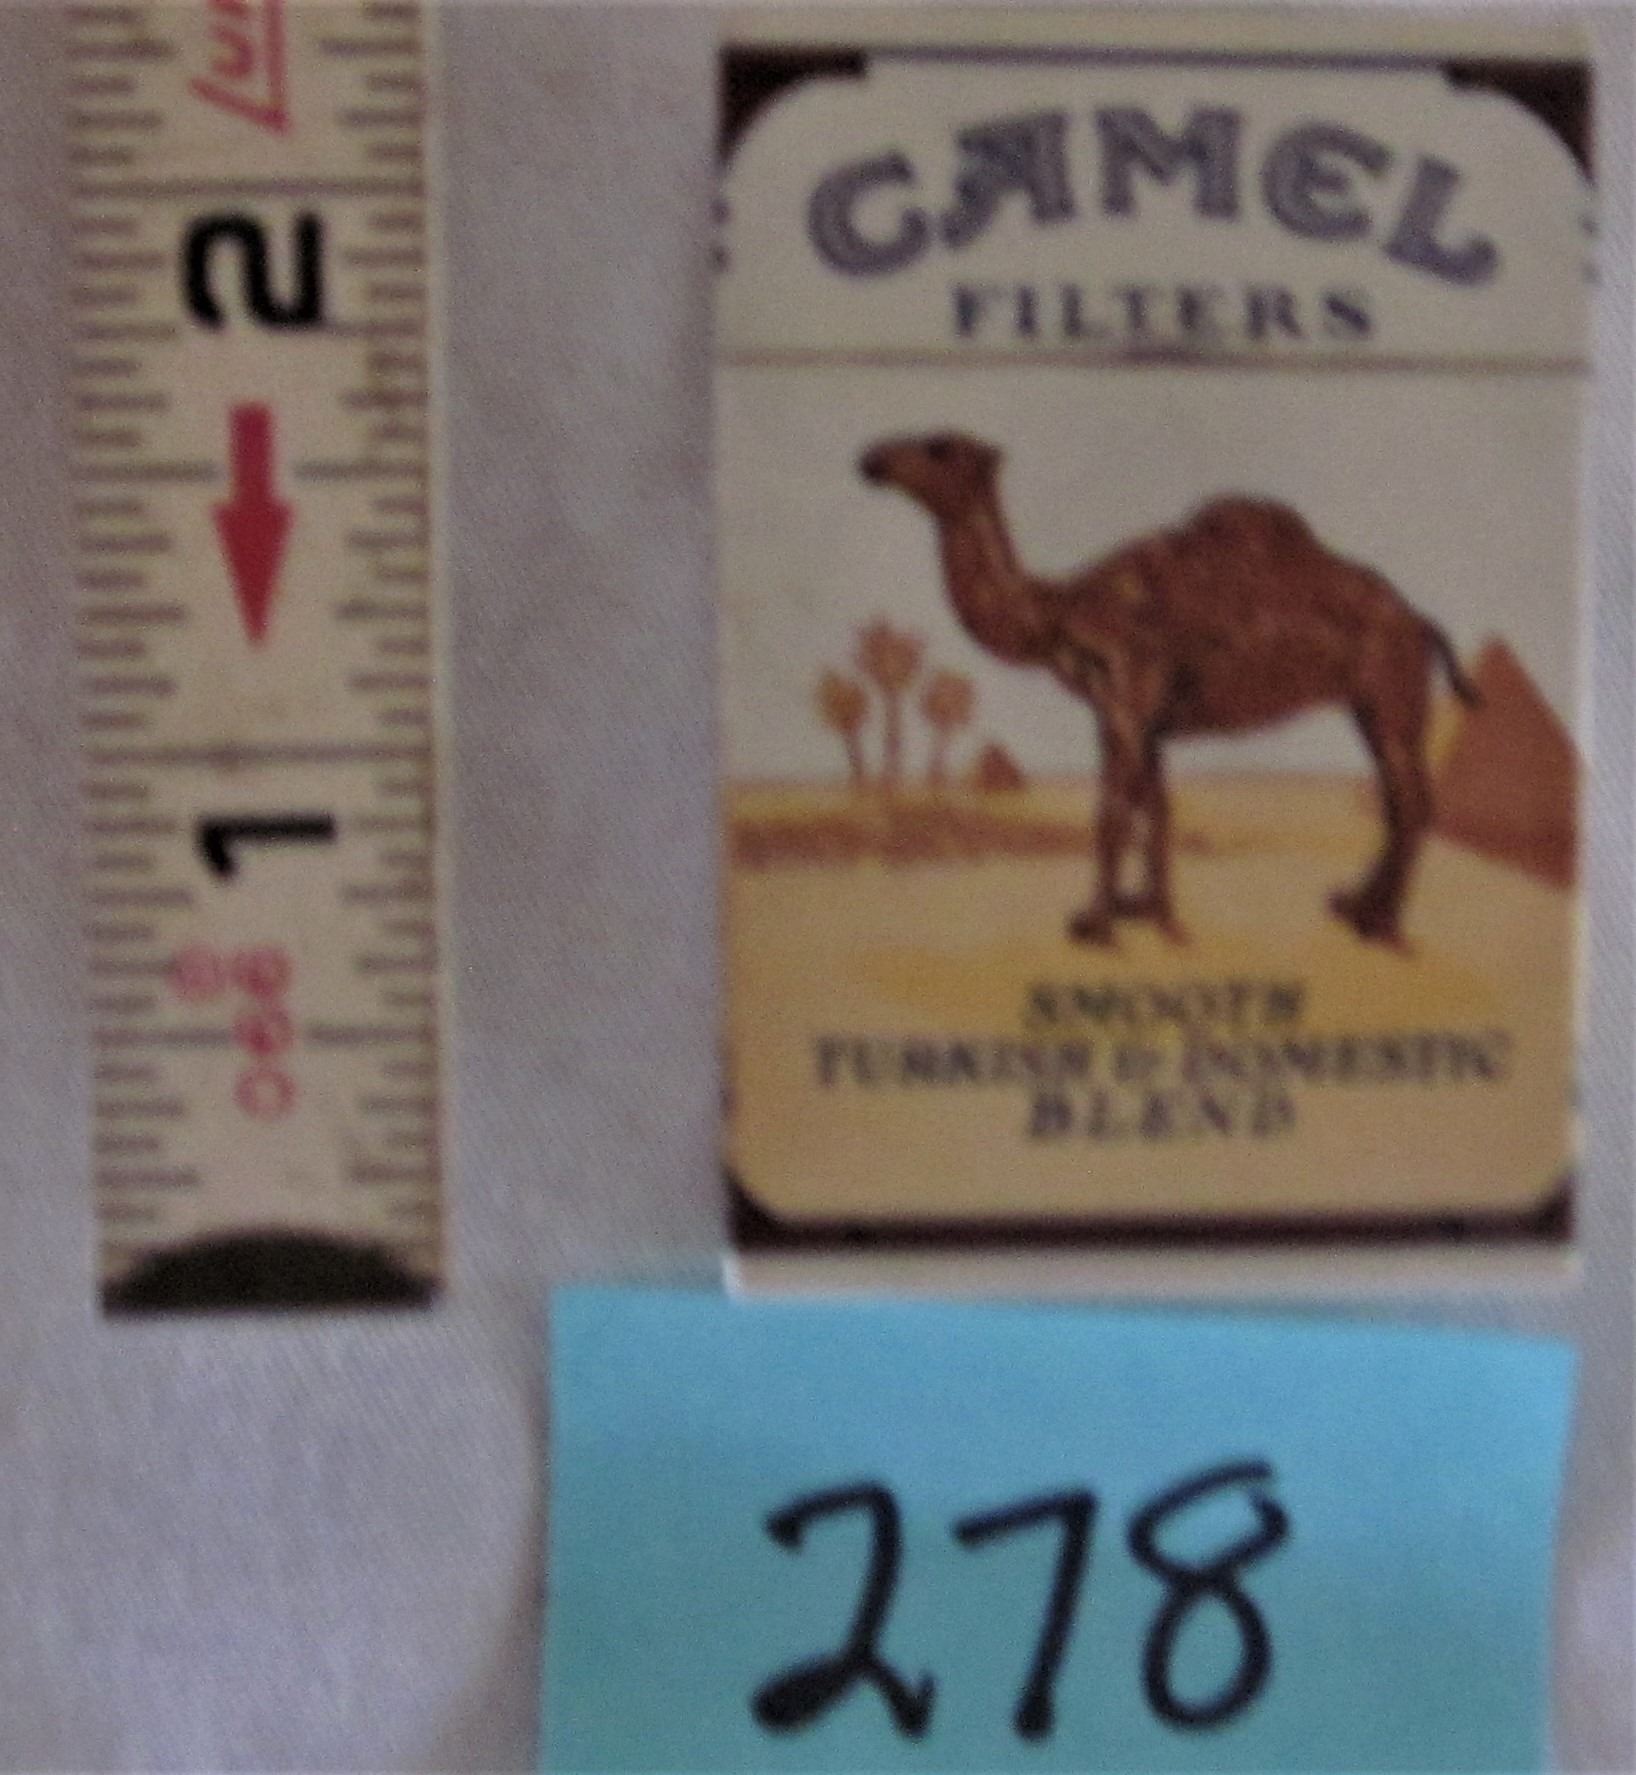 2
1
CAMEL
FILTERS
SMOOTH
TURKISH & DOMESTIC
BLEND
278